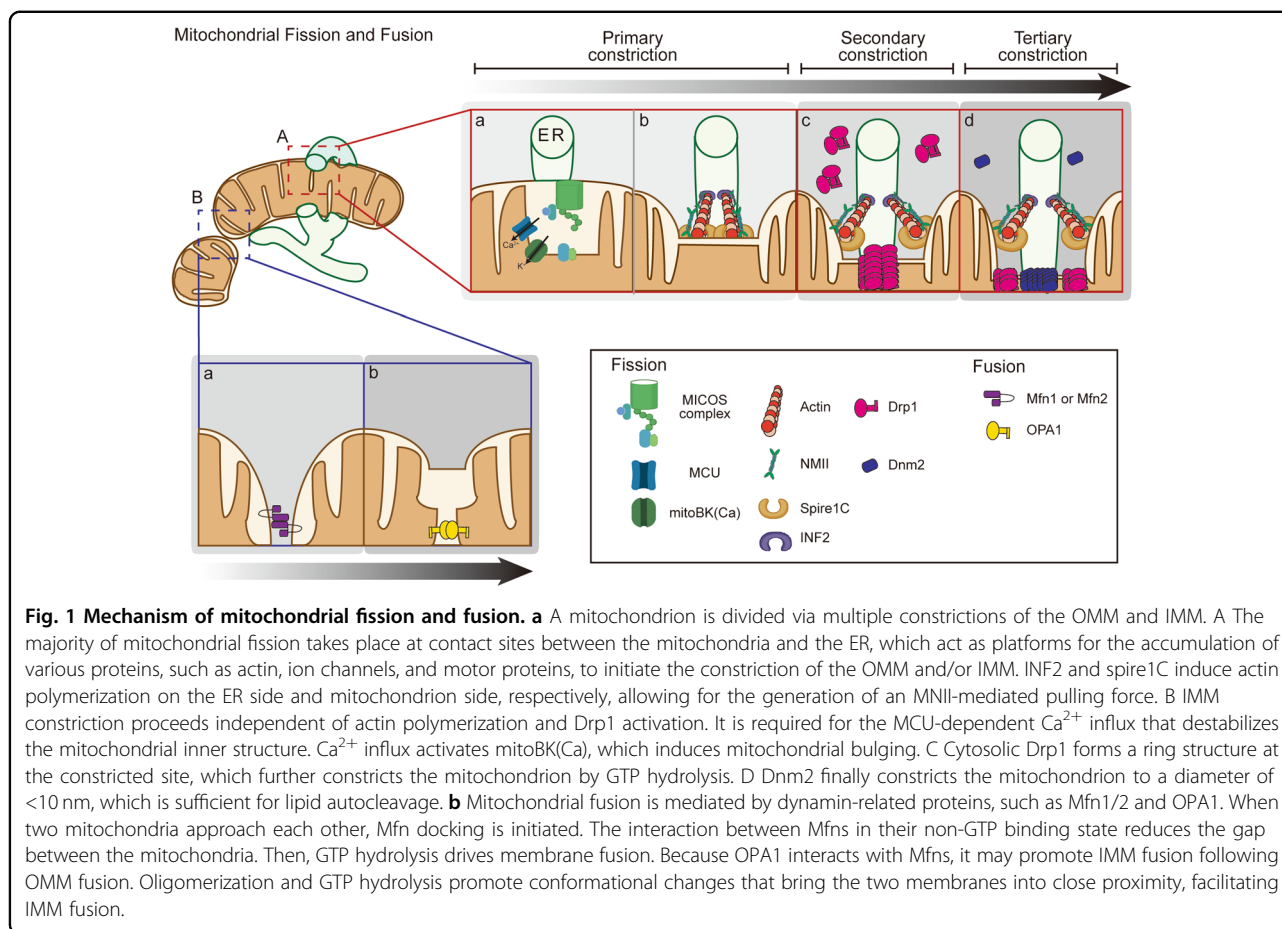 Mitochondrial Fission and Fusion
Primary
constriction
Secondary
constriction
Tertiary
constriction
A
B
a
b
c
d
ER
Ca²⁺
K⁺
a
b
Fission
MICOS
complex
MCU
mitoBK(Ca)
Actin
NMII
Spire1C
INF2
Drp1
Dnm2
Fusion
Mfn1 or Mfn2
OPA1
Fig. 1 Mechanism of mitochondrial fission and fusion. a A mitochondrion is divided via multiple constrictions of the OMM and IMM. A The
majority of mitochondrial fission takes place at contact sites between the mitochondria and the ER, which act as platforms for the accumulation of
various proteins, such as actin, ion channels, and motor proteins, to initiate the constriction of the OMM and/or IMM. INF2 and spire1C induce actin
polymerization on the ER side and mitochondrion side, respectively, allowing for the generation of an MNII-mediated pulling force. B IMM
constriction proceeds independent of actin polymerization and Drp1 activation. It is required for the MCU-dependent Ca²⁺ influx that destabilizes
the mitochondrial inner structure. Ca²⁺ influx activates mitoBK(Ca), which induces mitochondrial bulging. C Cytosolic Drp1 forms a ring structure at
the constricted site, which further constricts the mitochondrion by GTP hydrolysis. D Dnm2 finally constricts the mitochondrion to a diameter of
<10 nm, which is sufficient for lipid autocleavage. b Mitochondrial fusion is mediated by dynamin-related proteins, such as Mfn1/2 and OPA1. When
two mitochondria approach each other, Mfn docking is initiated. The interaction between Mfns in their non-GTP binding state reduces the gap
between the mitochondria. Then, GTP hydrolysis drives membrane fusion. Because OPA1 interacts with Mfns, it may promote IMM fusion following
OMM fusion. Oligomerization and GTP hydrolysis promote conformational changes that bring the two membranes into close proximity, facilitating
IMM fusion.